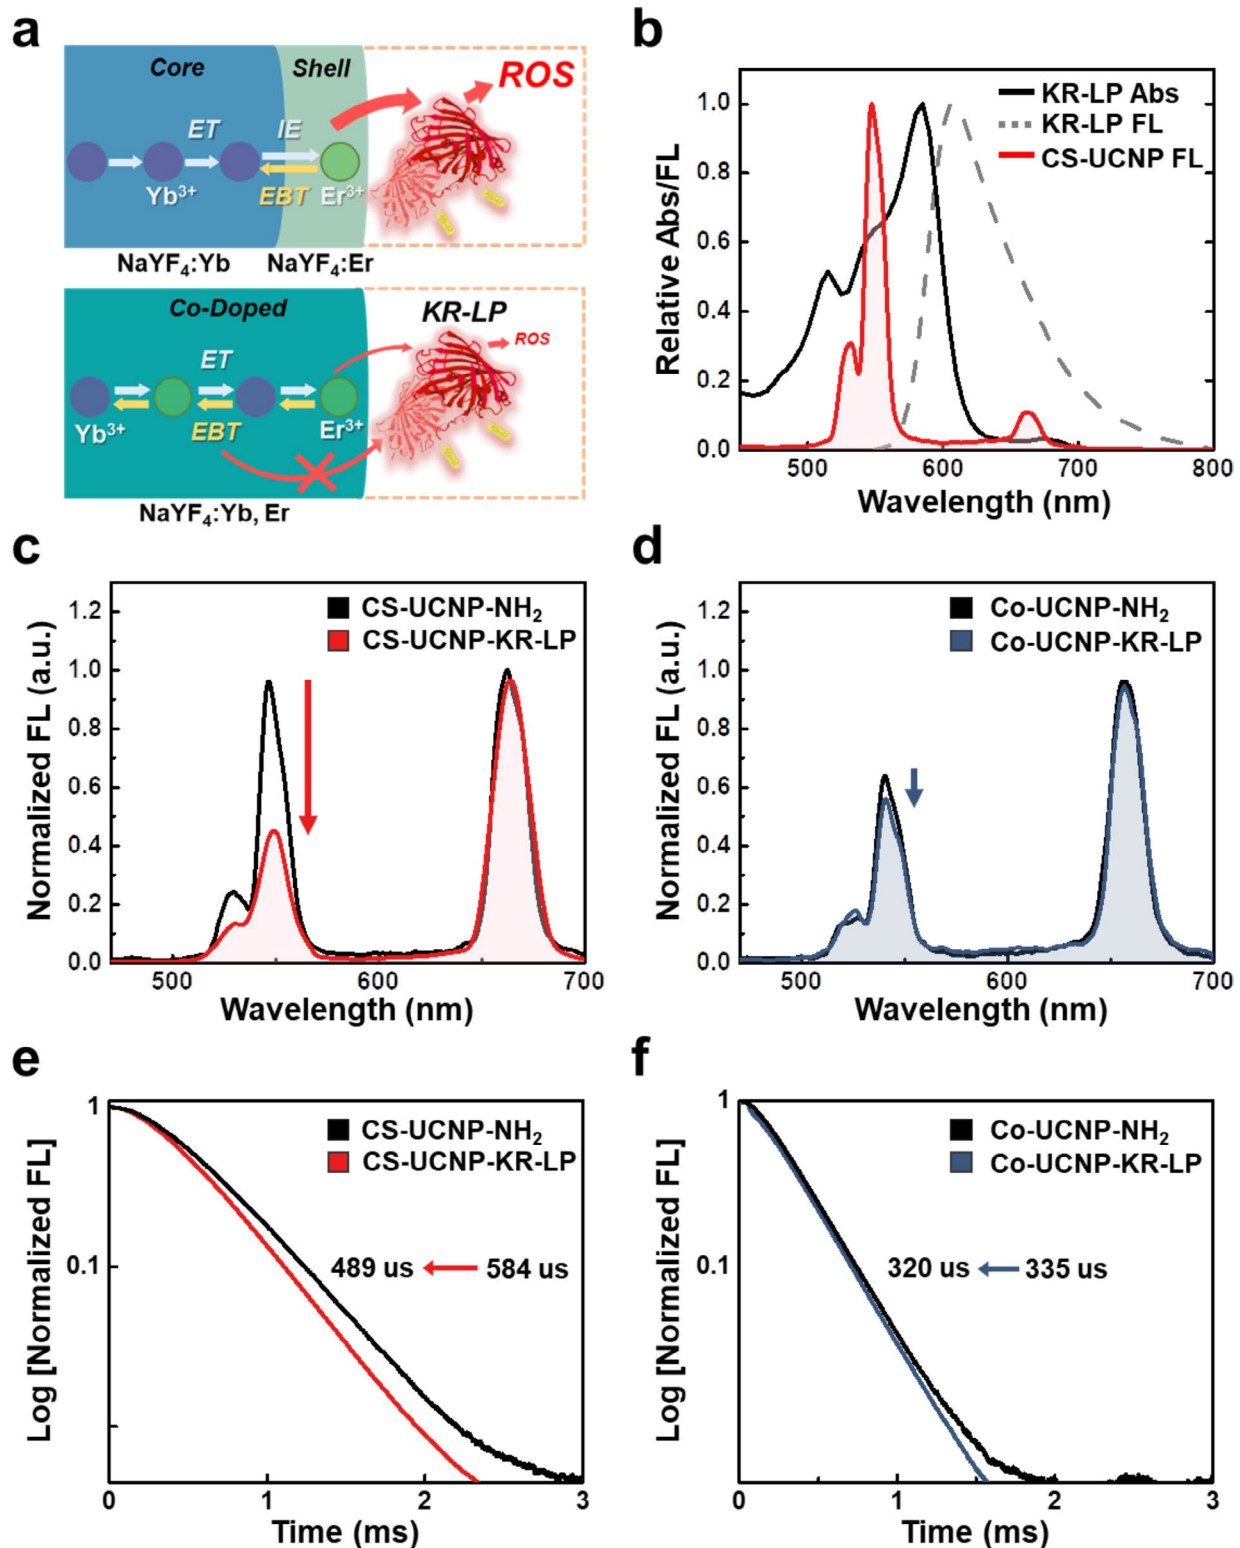 a
Core
Shell
ROS
ET
IE
Yb³⁺
EBT
Er³⁺
NaYF₄:Yb
NaYF₄:Er
Co-Doped
KR-LP
ROS
ET
Yb³⁺
EBT
Er³⁺
NaYF₄:Yb, Er
b
KR-LP Abs
KR-LP FL
CS-UCNP FL
Relative Abs/FL
1.0
0.8
0.6
0.4
0.2
0.0
500 600 700 800
Wavelength (nm)
c
CS-UCNP-NH₂
CS-UCNP-KR-LP
Normalized FL (a.u.)
1.2
1.0
0.8
0.6
0.4
0.2
0.0
500 600 700
Wavelength (nm)
d
Co-UCNP-NH₂
Co-UCNP-KR-LP
Normalized FL (a.u.)
1.2
1.0
0.8
0.6
0.4
0.2
0.0
500 600 700
Wavelength (nm)
e
CS-UCNP-NH₂
CS-UCNP-KR-LP
Log [Normalized FL]
1
0.1
489 us 584 us
0 1 2 3
Time (ms)
f
Co-UCNP-NH₂
Co-UCNP-KR-LP
Log [Normalized FL]
1
0.1
320 us 335 us
0 1 2 3
Time (ms)